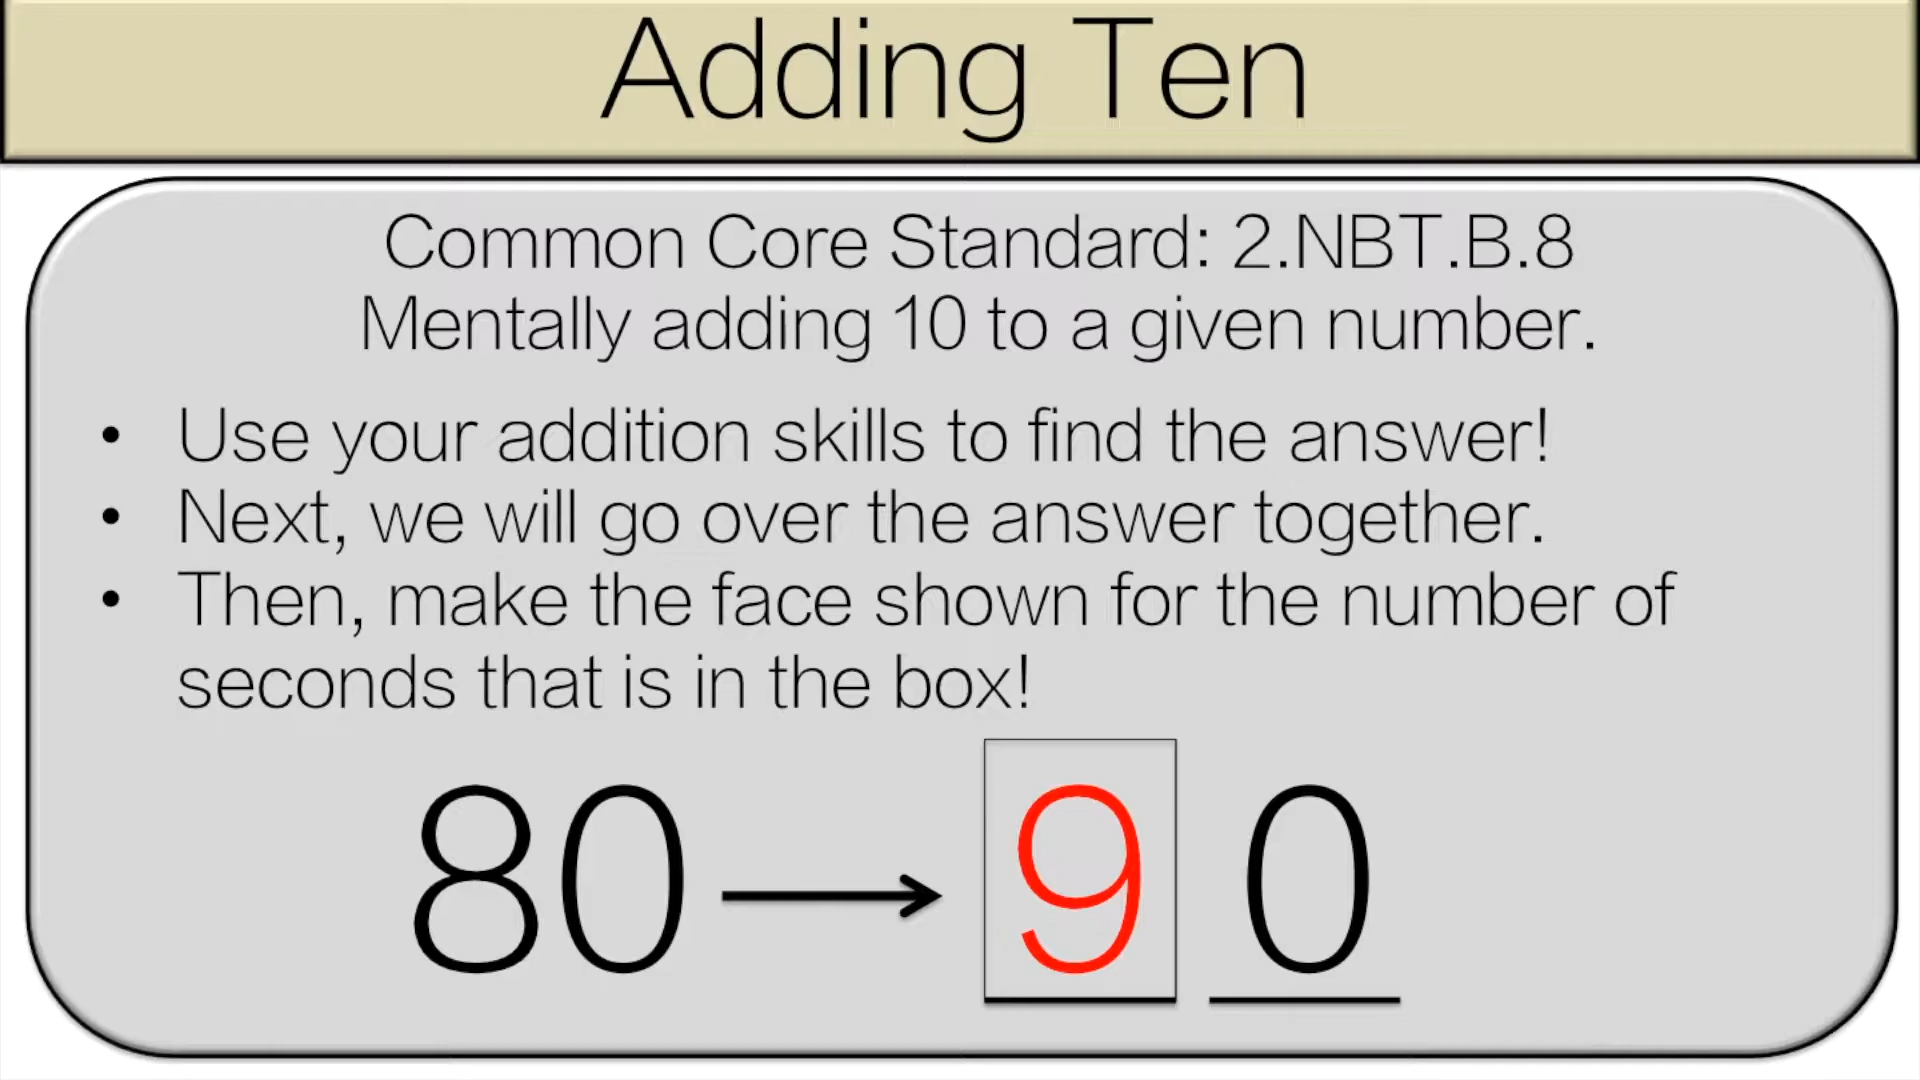 Adding Ten
Common Core Standard: 2.NBT.B.8
Mentally adding 10 to a given number.
• Use your addition skills to find the answer!
• Next, we will go over the answer together.
• Then, make the face shown for the number of
seconds that is in the box!
80 → 9 0